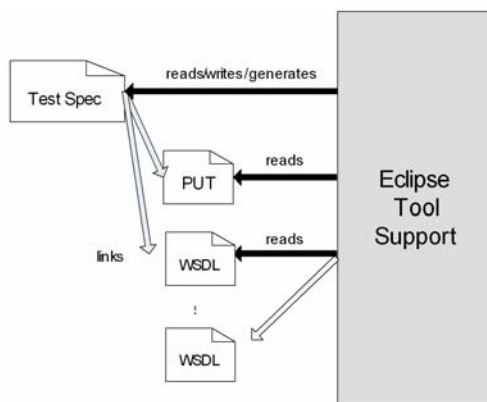 reads/writes/generates
Test Spec
reads
PUT
Eclipse
Tool
Support
reads
links
WSDL
⋮
WSDL